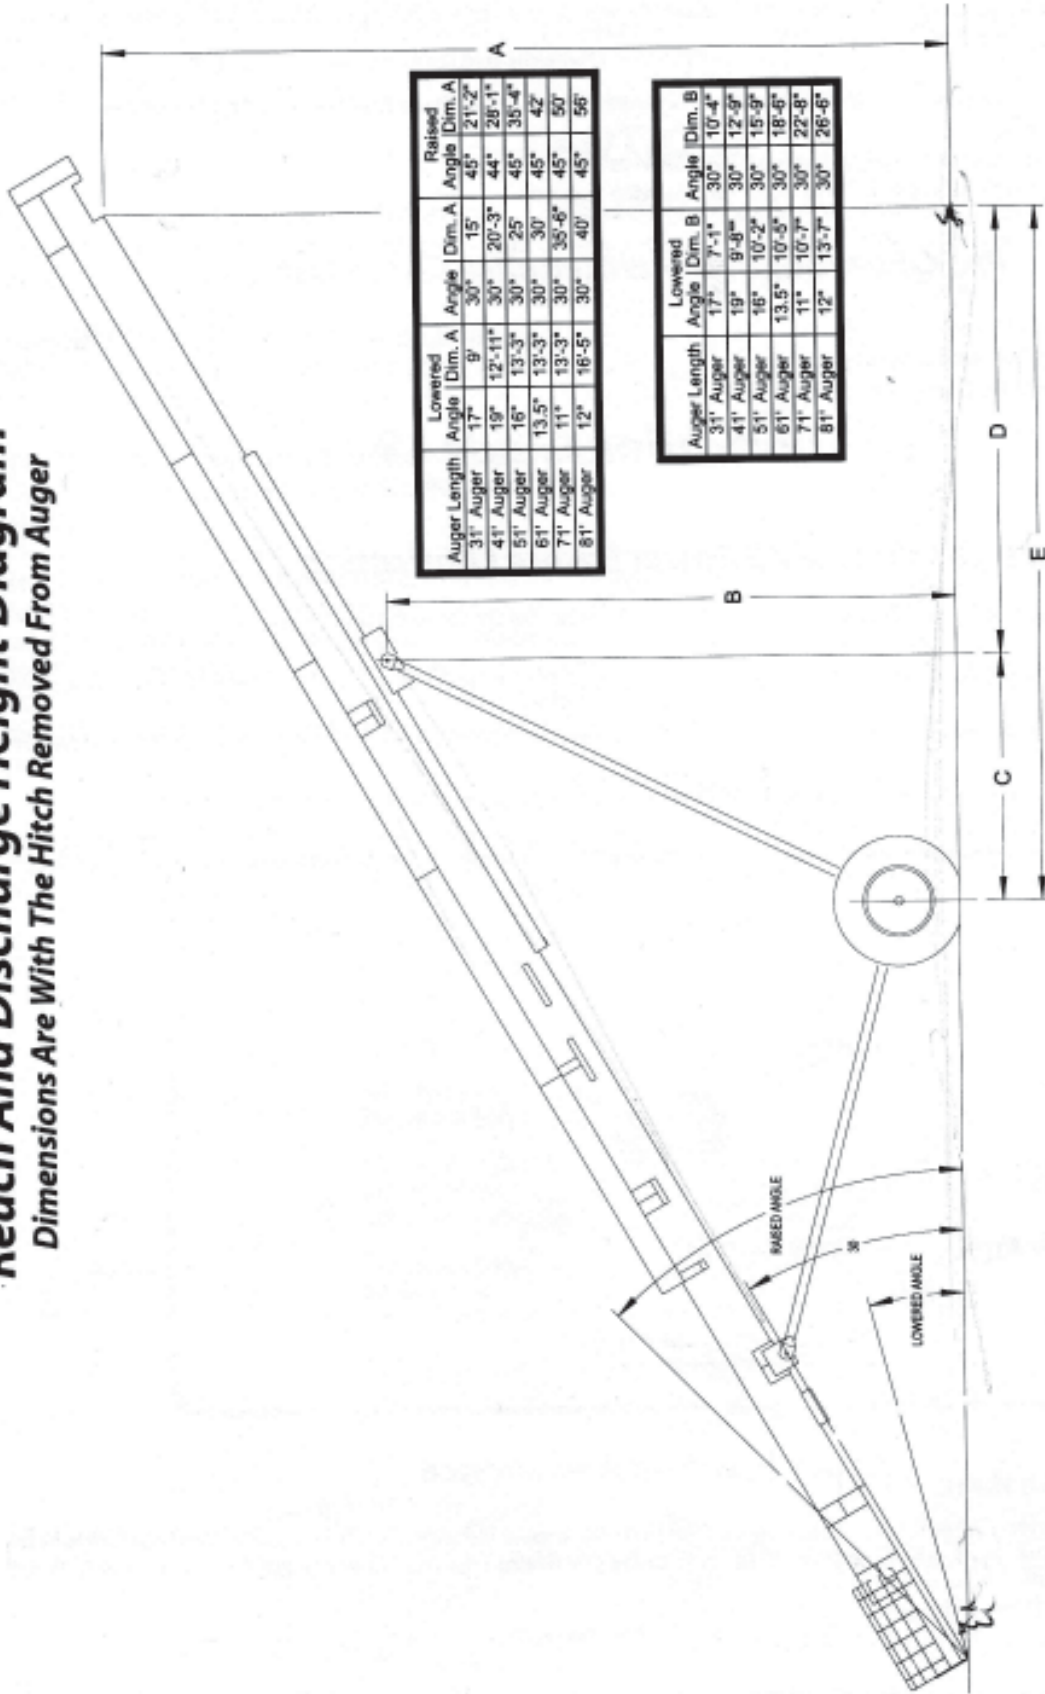 Reach And Discharge Height Diagram
Dimensions Are With The Hitch Removed From Auger
A
Lowered Raised
Auger Length Angle Dim. A Angle Dim. A Angle Dim. A
31' Auger 17° 9' 30° 15' 45° 21'-2"
41' Auger 19° 12'-11" 30° 20'-3" 44° 28'-1"
51' Auger 16° 13'-3" 30° 25' 45° 35'-4"
61' Auger 13.5° 13'-3" 30° 30' 45° 42'
71' Auger 11° 13'-3" 30° 35'-6" 45° 50'
81' Auger 12° 16'-5" 30° 40' 45° 56'
Lowered
Auger Length Angle Dim. B Angle Dim. B
31' Auger 17° 7'-1" 30° 10'-4"
41' Auger 19° 9'-8" 30° 12'-9"
51' Auger 16° 10'-2" 30° 15'-9"
61' Auger 13.5° 10'-5" 30° 18'-6"
71' Auger 11° 10'-7" 30° 22'-8"
81' Auger 12° 13'-7" 30° 26'-6"
B
RAISED ANGLE
30
LOWERED ANGLE
C
D
E